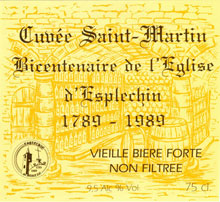 Cuvée Saint-Martin
Bicentenaire de l'Eglise
d'Esplechin
1789 - 1989
VIEILLE BIERE FORTE
NON FILTREE
9,5 Alc % Vol
75 cl